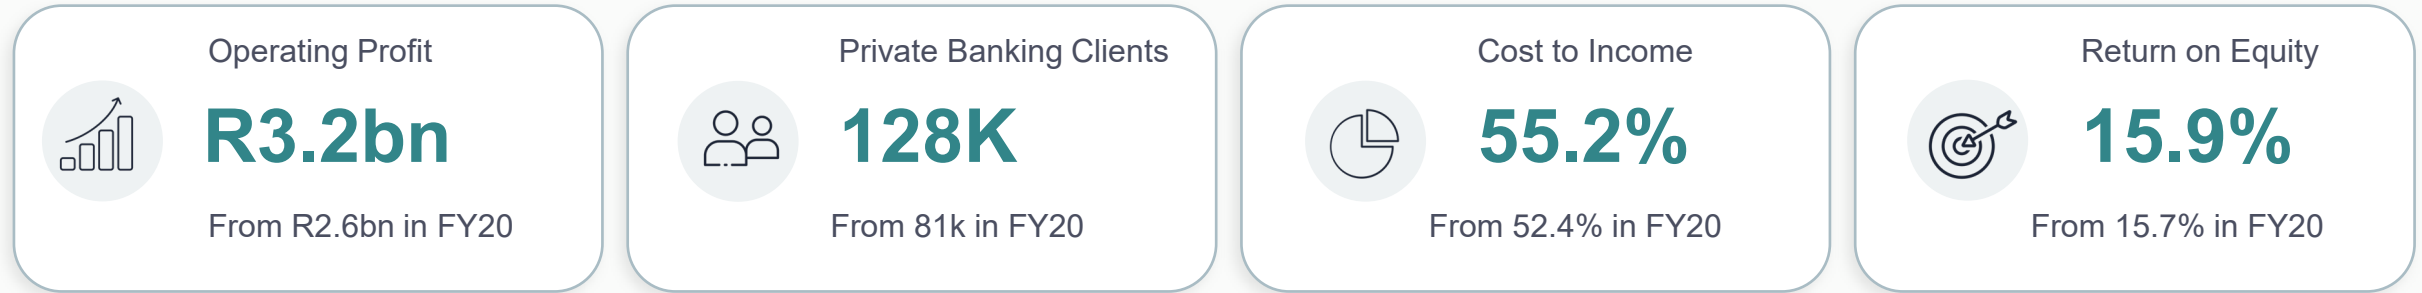 Operating Profit
R3.2bn
From R2.6bn in FY20
Private Banking Clients
128K
From 81k in FY20
Cost to Income
55.2%
From 52.4% in FY20
Return on Equity
15.9%
From 15.7% in FY20